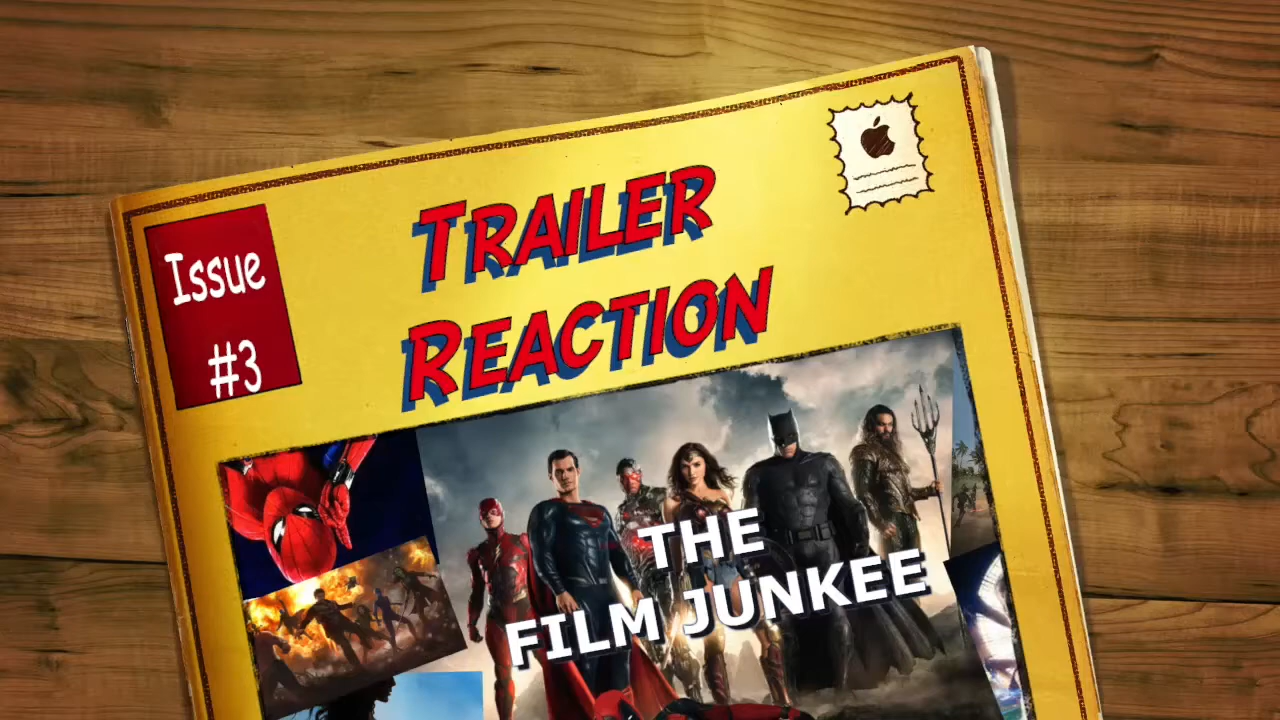 Issue
#3
TRAILER
REACTION
THE
FILM JUNKEE